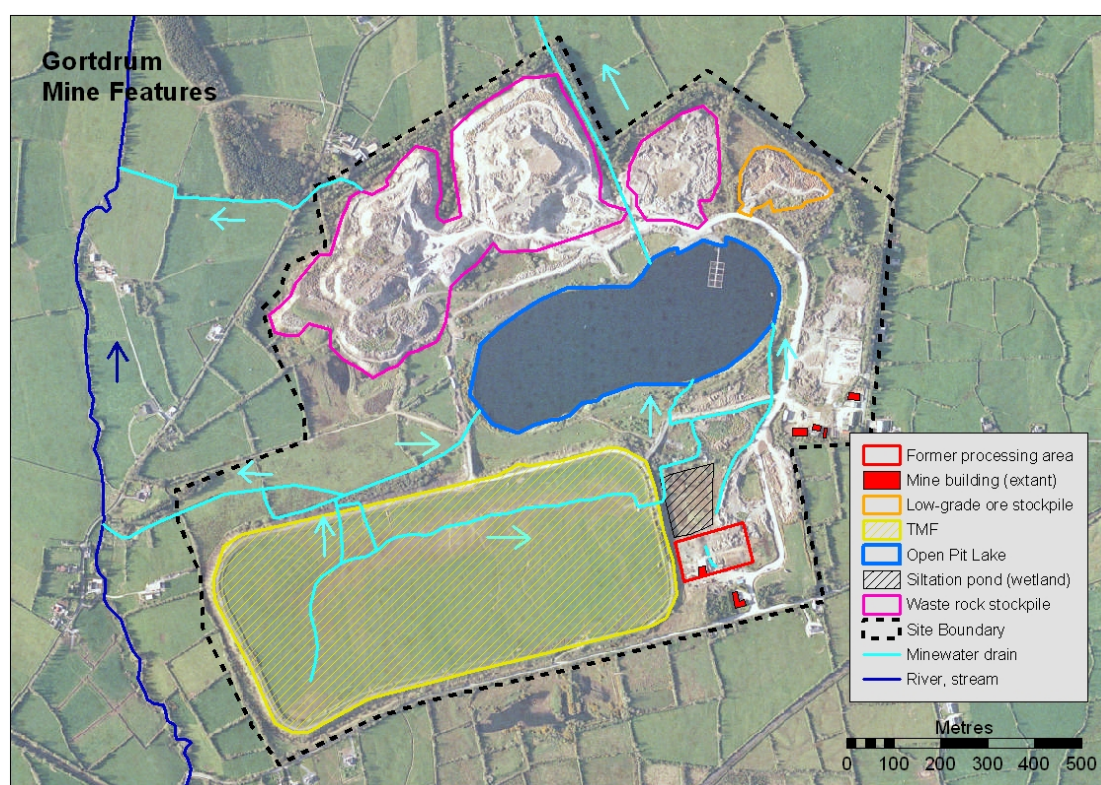 Gortdrum
Mine Features
Former processing area
Mine building (extant)
Low-grade ore stockpile
TMF
Open Pit Lake
Siltation pond (wetland)
Waste rock stockpile
Site Boundary
Minewater drain
River, stream
Metres
0 100 200 300 400 500